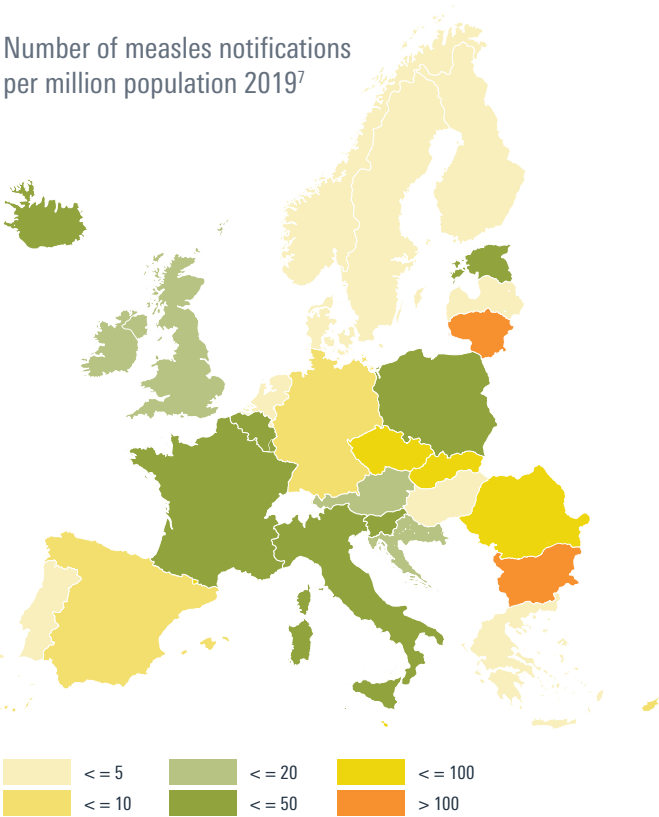 Number of measles notifications
per million population 2019⁷
< = 5
< = 20
< = 100
< = 10
< = 50
> 100